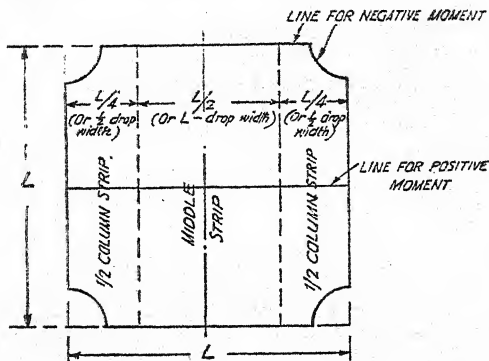 LINE FOR NEGATIVE MOMENT
L/4
(Or ½ drop
width)
L/2
(Or L - drop width)
L/4
(Or ½ drop
width)
LINE FOR POSITIVE
MOMENT
L
1/2 COLUMN STRIP.
MIDDLE
STRIP
1/2 COLUMN STRIP
L